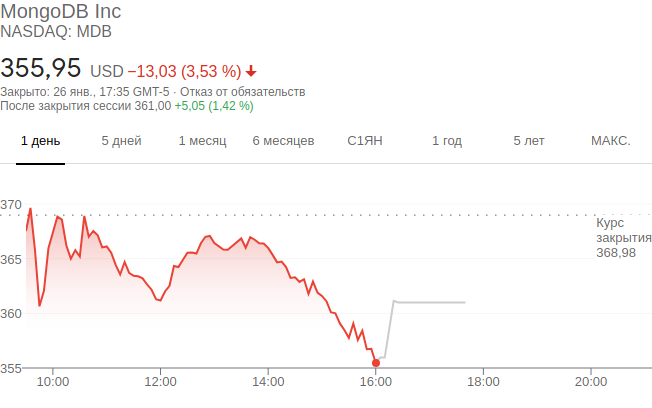 MongoDB Inc
NASDAQ: MDB
355,95 USD −13,03 (3,53 %)
Закрыто: 26 янв., 17:35 GMT-5 · Отказ от обязательств
После закрытия сессии 361,00 +5,05 (1,42 %)
1 день 5 дней 1 месяц 6 месяцев С1ЯН 1 год 5 лет МАКС.
370
Курс
закрытия
368,98
365
360
355
10:00 12:00 14:00 16:00 18:00 20:00